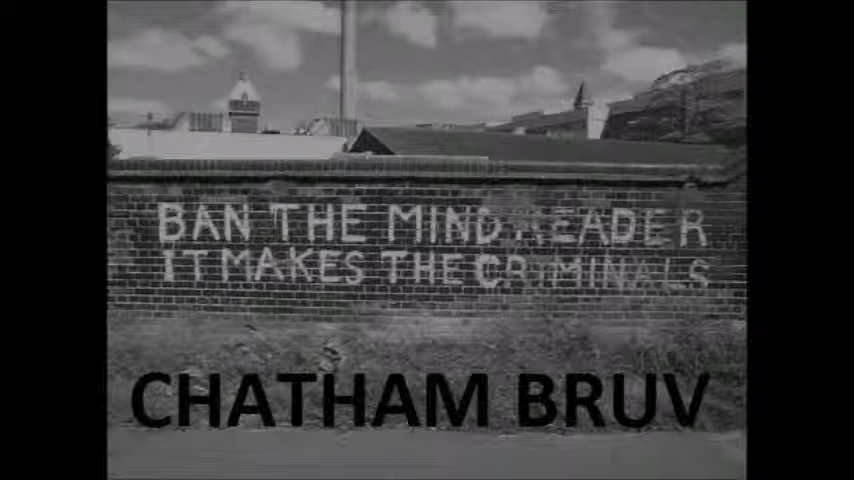 BAN THE MIND READER
IT MAKES THE CRIMINALS
CHATHAM BRUV